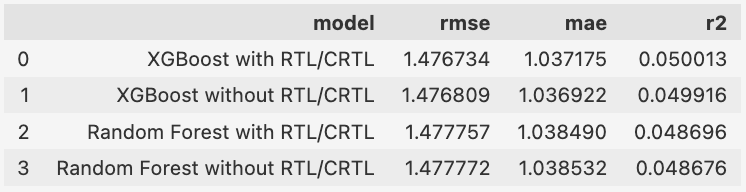 model rmse mae r2
0 XGBoost with RTL/CRTL 1.476734 1.037175 0.050013
1 XGBoost without RTL/CRTL 1.476809 1.036922 0.049916
2 Random Forest with RTL/CRTL 1.477757 1.038490 0.048696
3 Random Forest without RTL/CRTL 1.477772 1.038532 0.048676